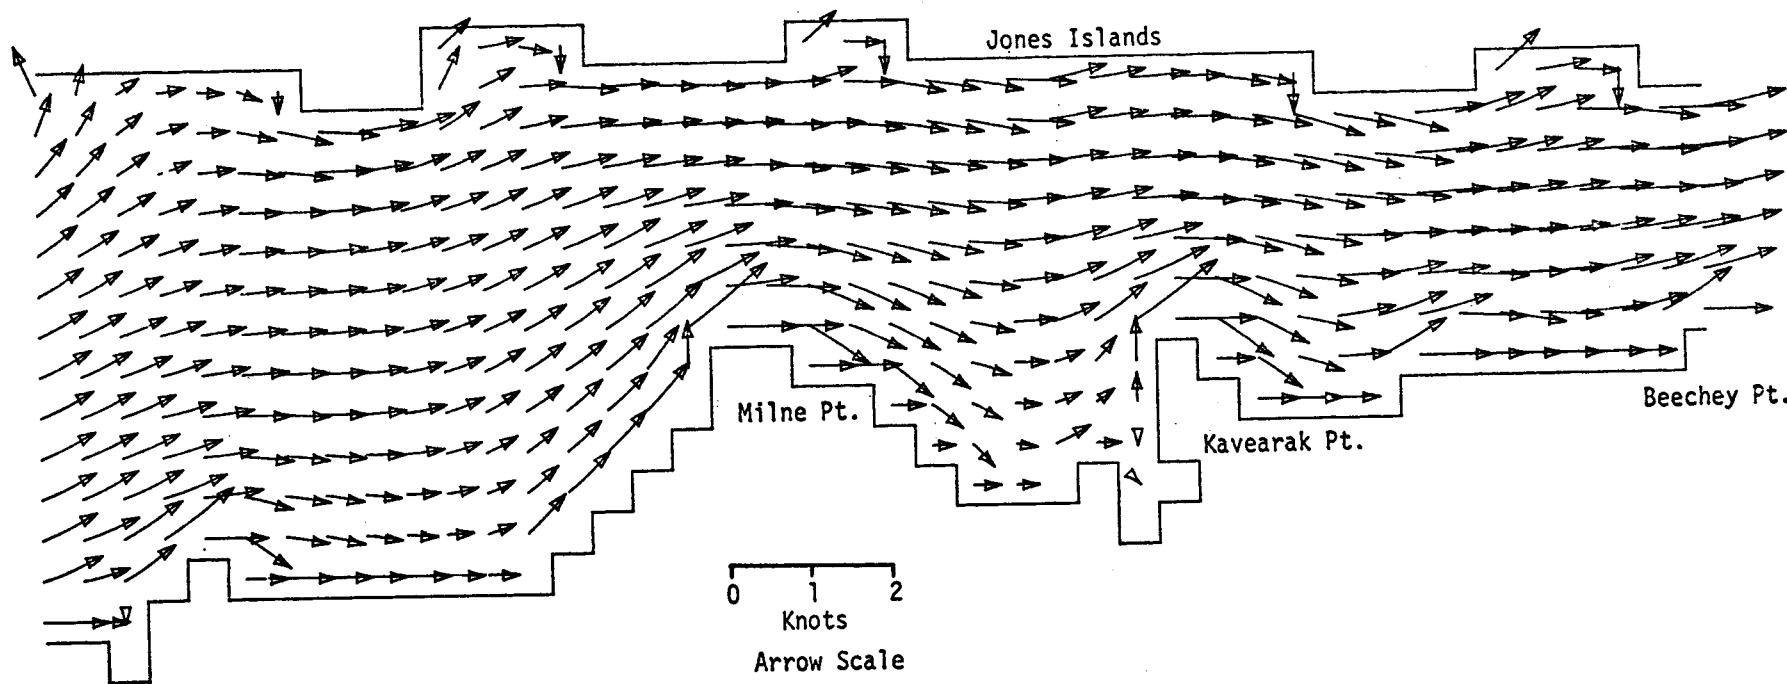 Jones Islands
Milne Pt.
Kavearak Pt.
Beechey Pt.
0 1 2
Knots
Arrow Scale